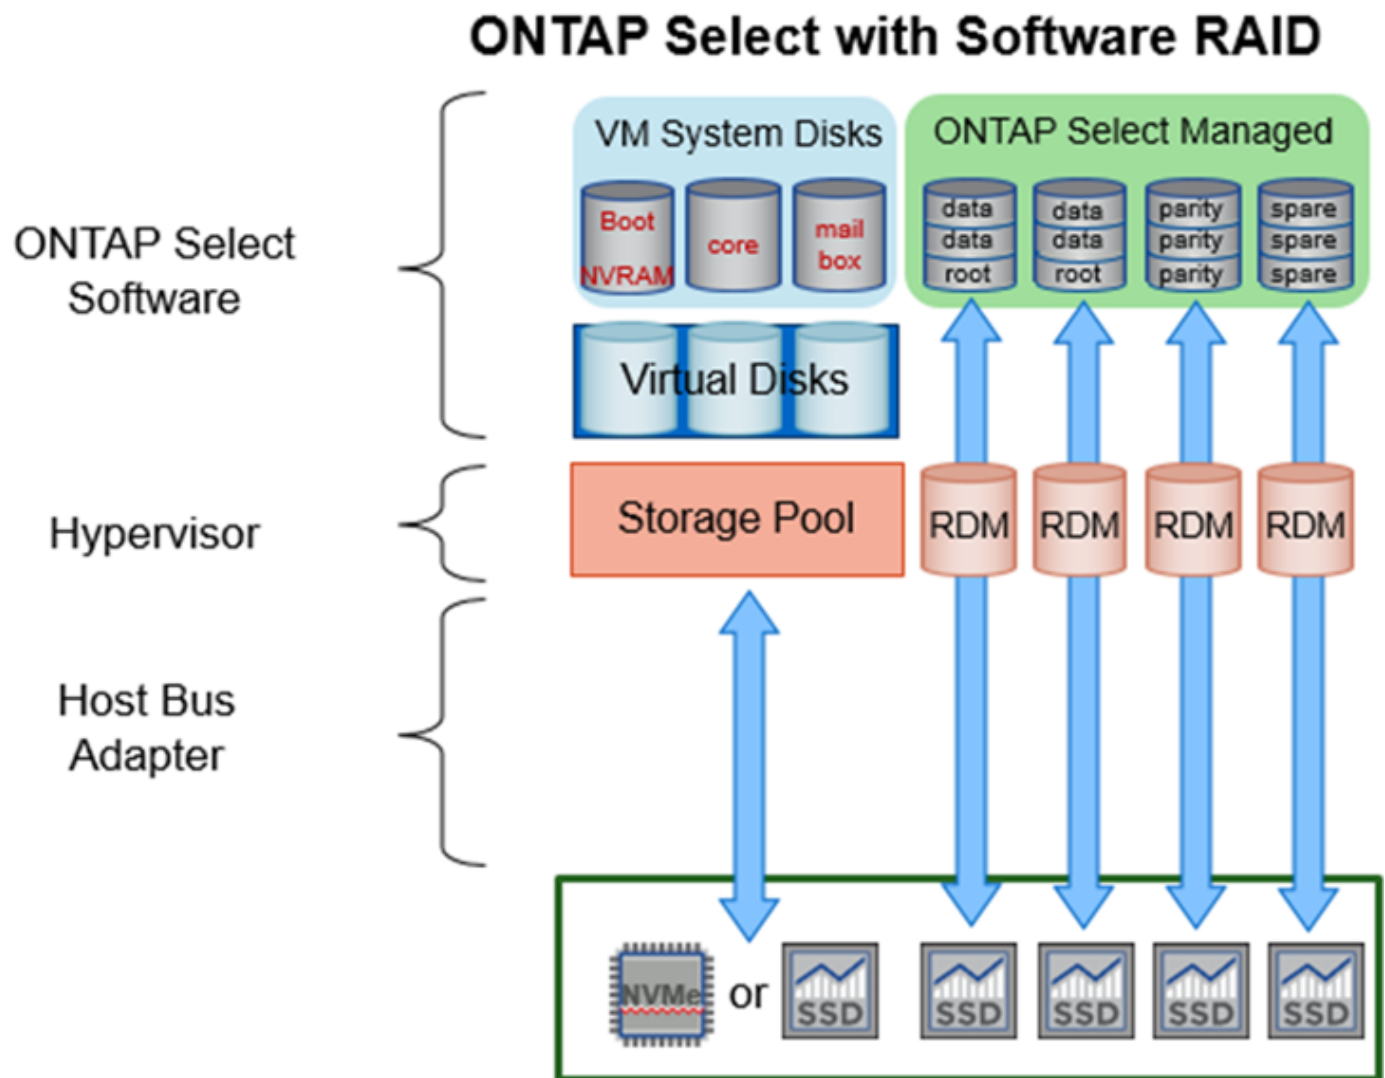 ONTAP Select with Software RAID
VM System Disks
ONTAP Select Managed
Boot
NVRAM
core
mail
box
data
data
root
data
data
root
parity
parity
parity
spare
spare
spare
ONTAP Select
Software
Virtual Disks
Hypervisor
Storage Pool
RDM
RDM
RDM
RDM
Host Bus
Adapter
NVMe
or
SSD
SSD
SSD
SSD
SSD